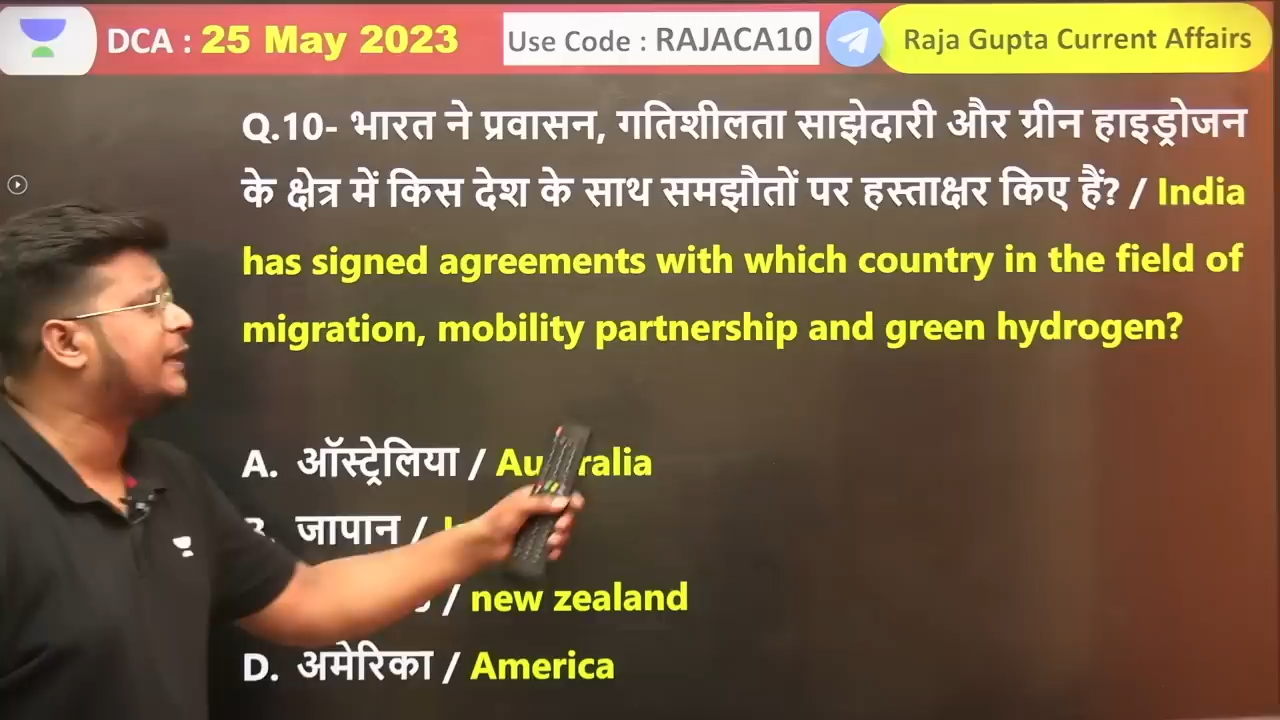 DCA : 25 May 2023
Use Code : RAJACA10
Raja Gupta Current Affairs
Q.10- भारत ने प्रवासन, गतिशीलता साझेदारी और ग्रीन हाइड्रोजन
के क्षेत्र में किस देश के साथ समझौतों पर हस्ताक्षर किए हैं? / India
has signed agreements with which country in the field of
migration, mobility partnership and green hydrogen?
A. ऑस्ट्रेलिया /
जापान /
/ new zealand
D. अमेरिका / America